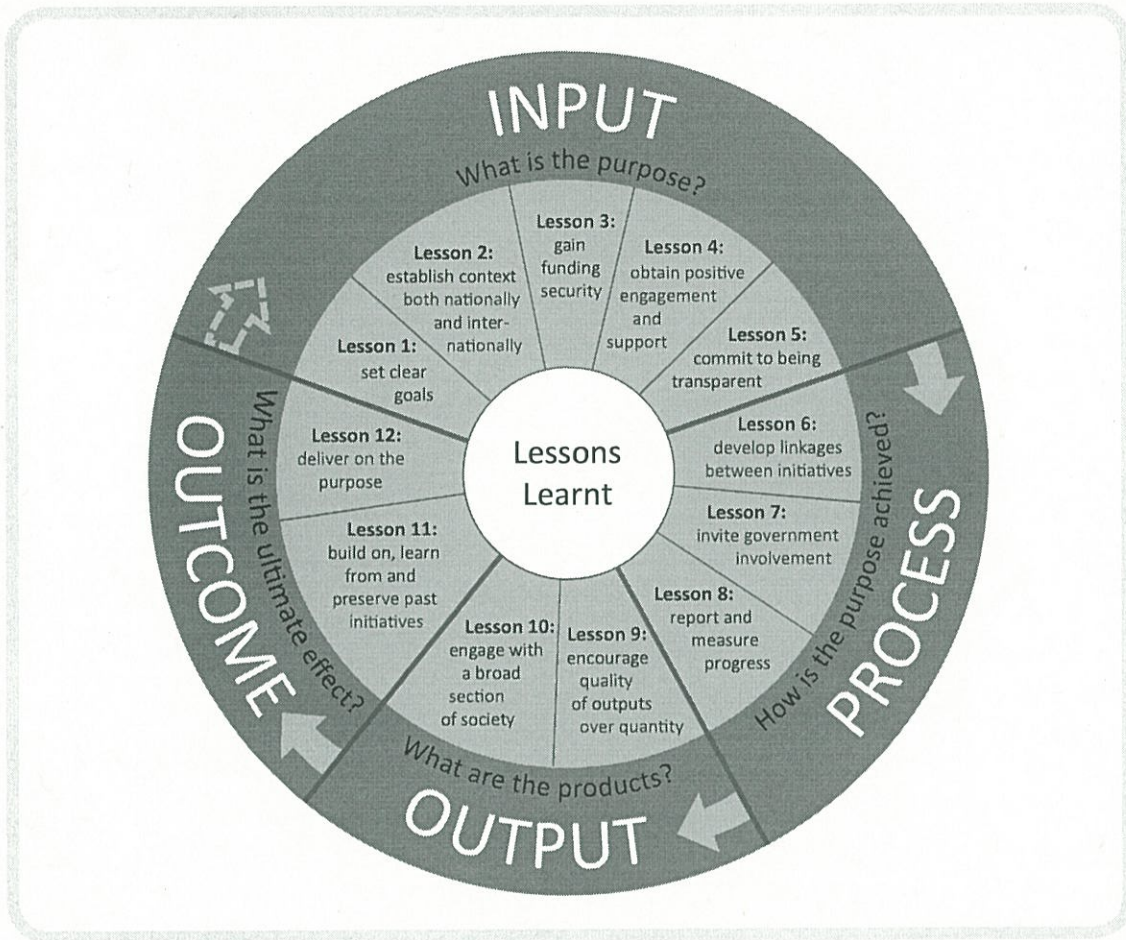 INPUT
What is the purpose?
Lesson 1:
set clear
goals
Lesson 2:
establish context
both nationally
and inter-
nationally
Lesson 3:
gain
funding
security
Lesson 4:
obtain positive
engagement
and
support
Lesson 5:
commit to being
transparent
PROCESS
How is the purpose achieved?
Lesson 6:
develop linkages
between initiatives
Lesson 7:
invite government
involvement
Lesson 8:
report and
measure
progress
OUTPUT
What are the products?
Lesson 9:
encourage
quality
of outputs
over quantity
Lesson 10:
engage with
a broad
section
of society
OUTCOME
What is the ultimate effect?
Lesson 11:
build on, learn
from and
preserve past
initiatives
Lesson 12:
deliver on the
purpose
Lessons
Learnt